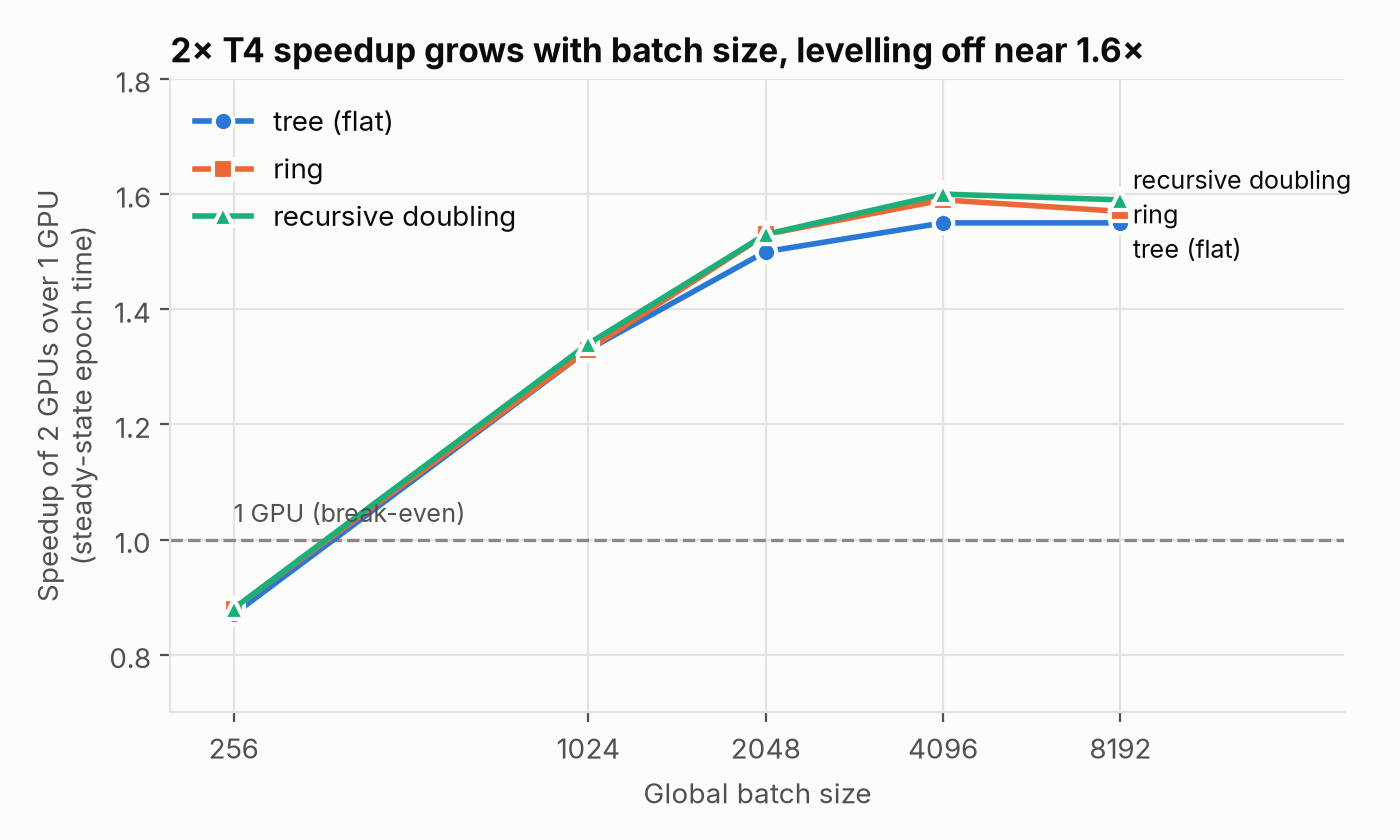 2× T4 speedup grows with batch size, levelling off near 1.6×
1.8
1.6
1.4
1.2
1.0
0.8
Speedup of 2 GPUs over 1 GPU
(steady-state epoch time)
tree (flat)
ring
recursive doubling
recursive doubling
ring
tree (flat)
1 GPU (break-even)
256
1024
2048
4096
8192
Global batch size